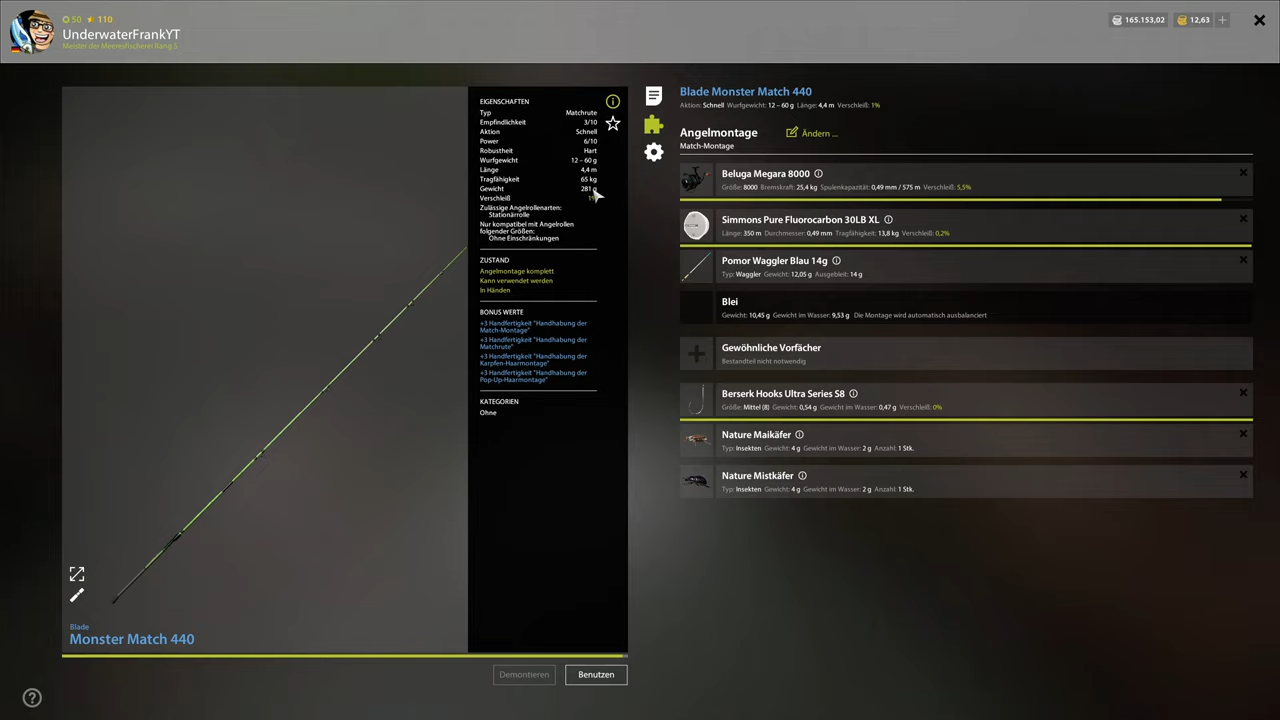 50 110
UnderwaterFrankYT
Meister der Meeresfischerei Rang 5
165.153,02
12,63
EIGENSCHAFTEN
Typ Matchrute
Empfindlichkeit 3/10
Aktion Schnell
Power 6/10
Robustheit Hart
Wurfgewicht 12 – 60 g
Länge 4,4 m
Tragfähigkeit 65 kg
Gewicht 281 g
Verschleiß
Zulässige Angelrollenarten:
Stationärrolle
Nur kompatibel mit Angelrollen
folgender Größen:
Ohne Einschränkungen
ZUSTAND
Angelmontage komplett
Kann verwendet werden
In Händen
BONUS WERTE
+3 Handfertigkeit "Handhabung der
Match-Montage"
+3 Handfertigkeit "Handhabung der
Matchrute"
+3 Handfertigkeit "Handhabung der
Karpfen-Haarmontage"
+3 Handfertigkeit "Handhabung der
Pop-Up-Haarmontage"
KATEGORIEN
Ohne
Blade
Monster Match 440
Demontieren
Benutzen
Blade Monster Match 440
Aktion: Schnell Wurfgewicht: 12 – 60 g Länge: 4,4 m Verschleiß: 1%
Angelmontage
Ändern ...
Match-Montage
Beluga Megara 8000
Größe: 8000 Bremskraft: 25,4 kg Spulenkapazität: 0,49 mm / 575 m Verschleiß: 5,5%
Simmons Pure Fluorocarbon 30LB XL
Länge: 350 m Durchmesser: 0,49 mm Tragfähigkeit: 13,8 kg Verschleiß: 0,2%
Pomor Waggler Blau 14g
Typ: Waggler Gewicht: 12,05 g Ausgebleit: 14 g
Blei
Gewicht: 10,45 g Gewicht im Wasser: 9,53 g Die Montage wird automatisch ausbalanciert
Gewöhnliche Vorfächer
Bestandteil nicht notwendig
Berserk Hooks Ultra Series S8
Größe: Mittel (8) Gewicht: 0,54 g Gewicht im Wasser: 0,47 g Verschleiß: 0%
Nature Maikäfer
Typ: Insekten Gewicht: 4 g Gewicht im Wasser: 2 g Anzahl: 1 Stk.
Nature Mistkäfer
Typ: Insekten Gewicht: 4 g Gewicht im Wasser: 2 g Anzahl: 1 Stk.